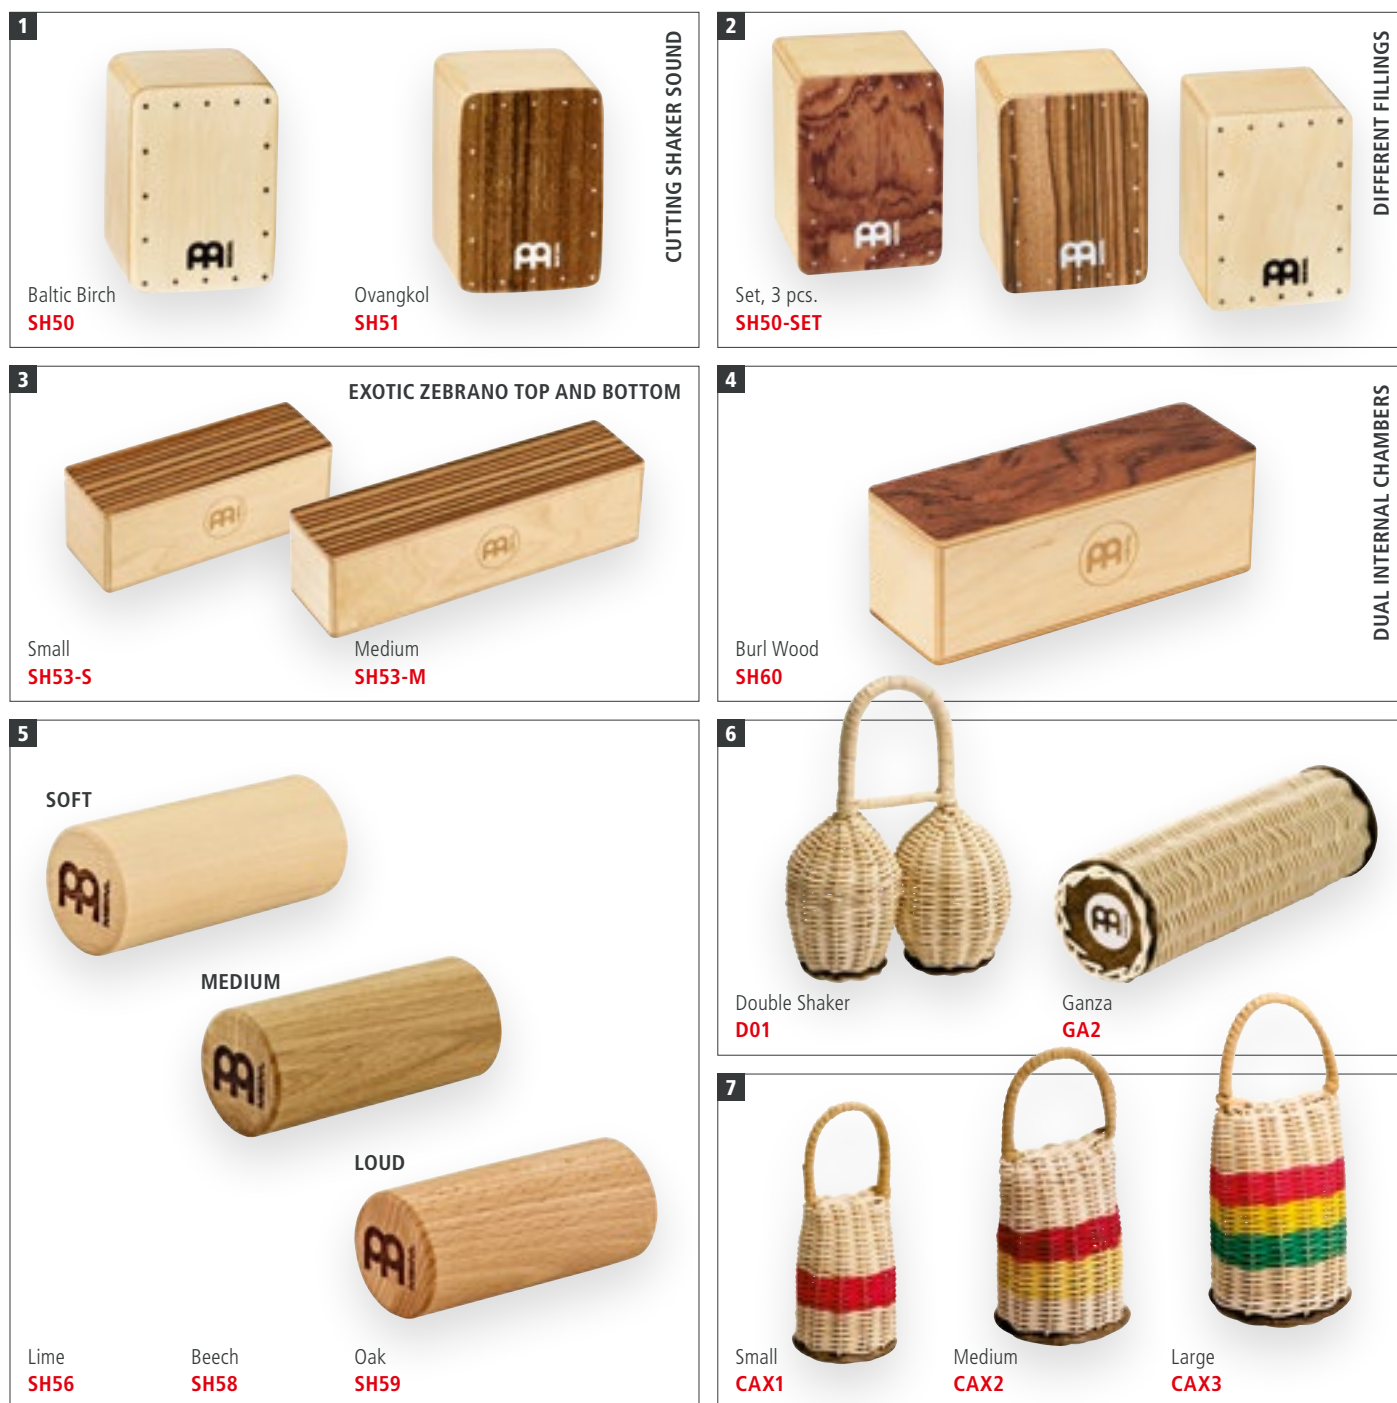 1
CUTTING SHAKER SOUND
Baltic Birch
SH50
Ovangkol
SH51
2
DIFFERENT FILLINGS
Set, 3 pcs.
SH50-SET
3
EXOTIC ZEBRANO TOP AND BOTTOM
Small
SH53-S
Medium
SH53-M
4
DUAL INTERNAL CHAMBERS
Burl Wood
SH60
5
SOFT
MEDIUM
LOUD
Lime
SH56
Beech
SH58
Oak
SH59
6
Double Shaker
D01
Ganza
GA2
7
Small
CAX1
Medium
CAX2
Large
CAX3